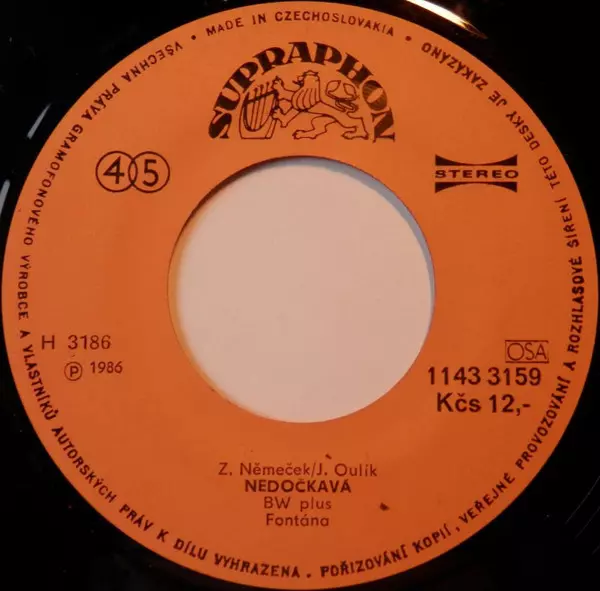 VŠECHNA PRÁVA GRAMOFONOVÉHO VÝROBCE A VLASTNÍKŮ AUTORSKÝCH PRÁV K DÍLU VYHRAZENA. POŘIZOVÁNÍ KOPIÍ, VEŘEJNÉ PROVOZOVÁNÍ A ROZHLASOVÉ ŠÍŘENÍ TÉTO DESKY JE ZAKÁZÁNO • MADE IN CZECHOSLOVAKIA •
SUPRAPHON
45
STEREO
H 3186
Ⓟ 1986
OSA
1143 3159
Kčs 12,-
Z. Němeček/J. Oulík
NEDOČKAVÁ
BW plus
Fontána